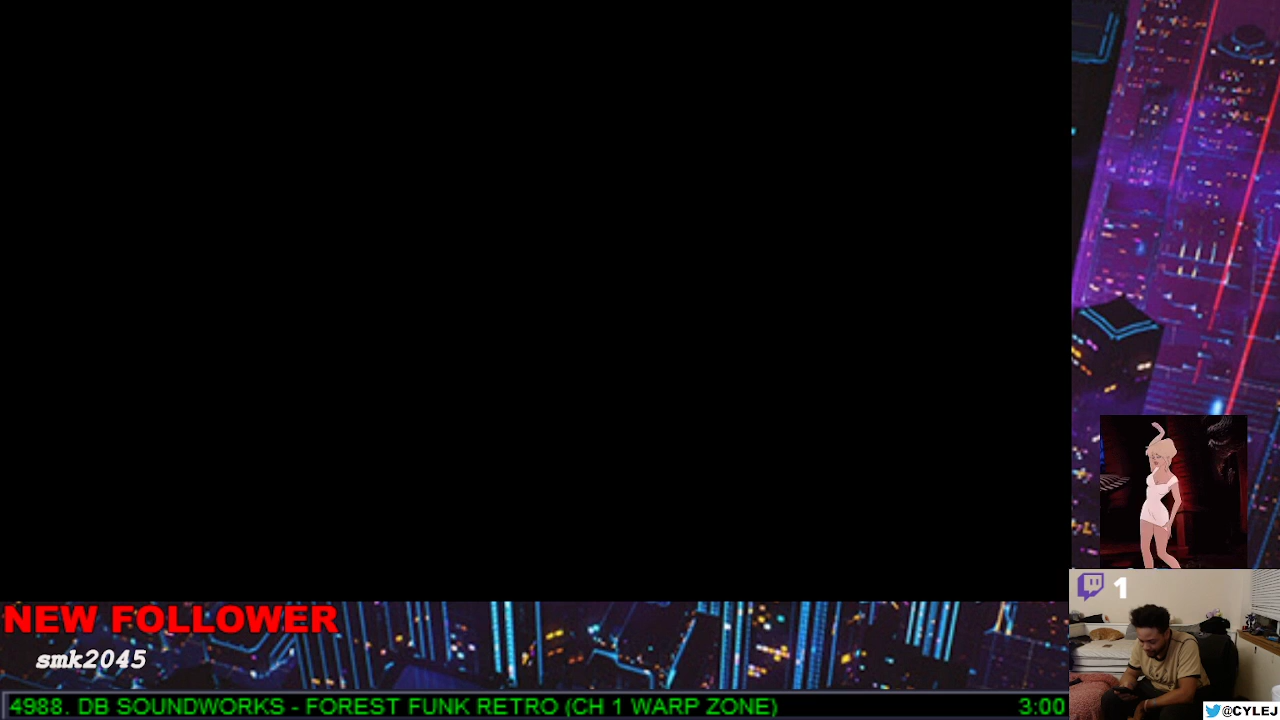 NEW FOLLOWER
smk2045
4988. DB SOUNDWORKS - FOREST FUNK RETRO (CH 1 WARP ZONE) 3:00
1
@CYLEJ